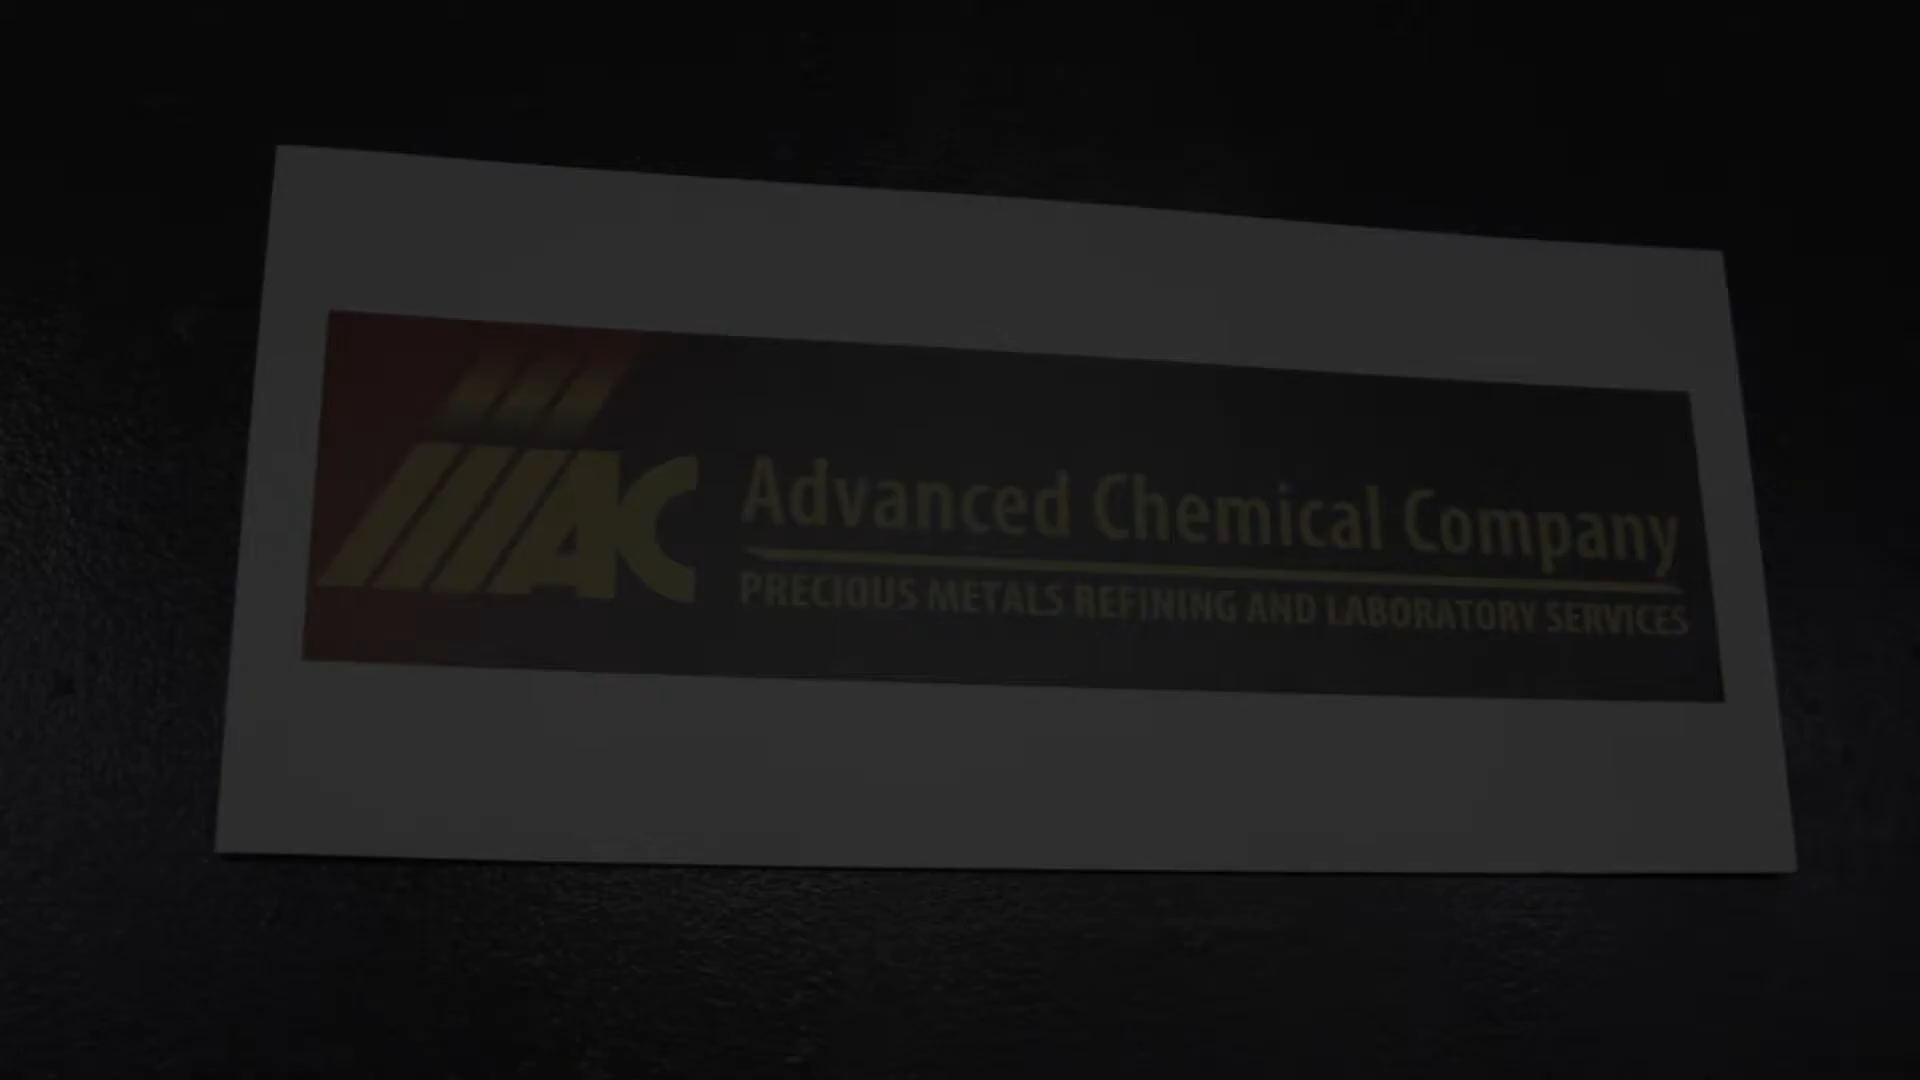 AC
Advanced Chemical Company
PRECIOUS METALS REFINING AND LABORATORY SERVICES